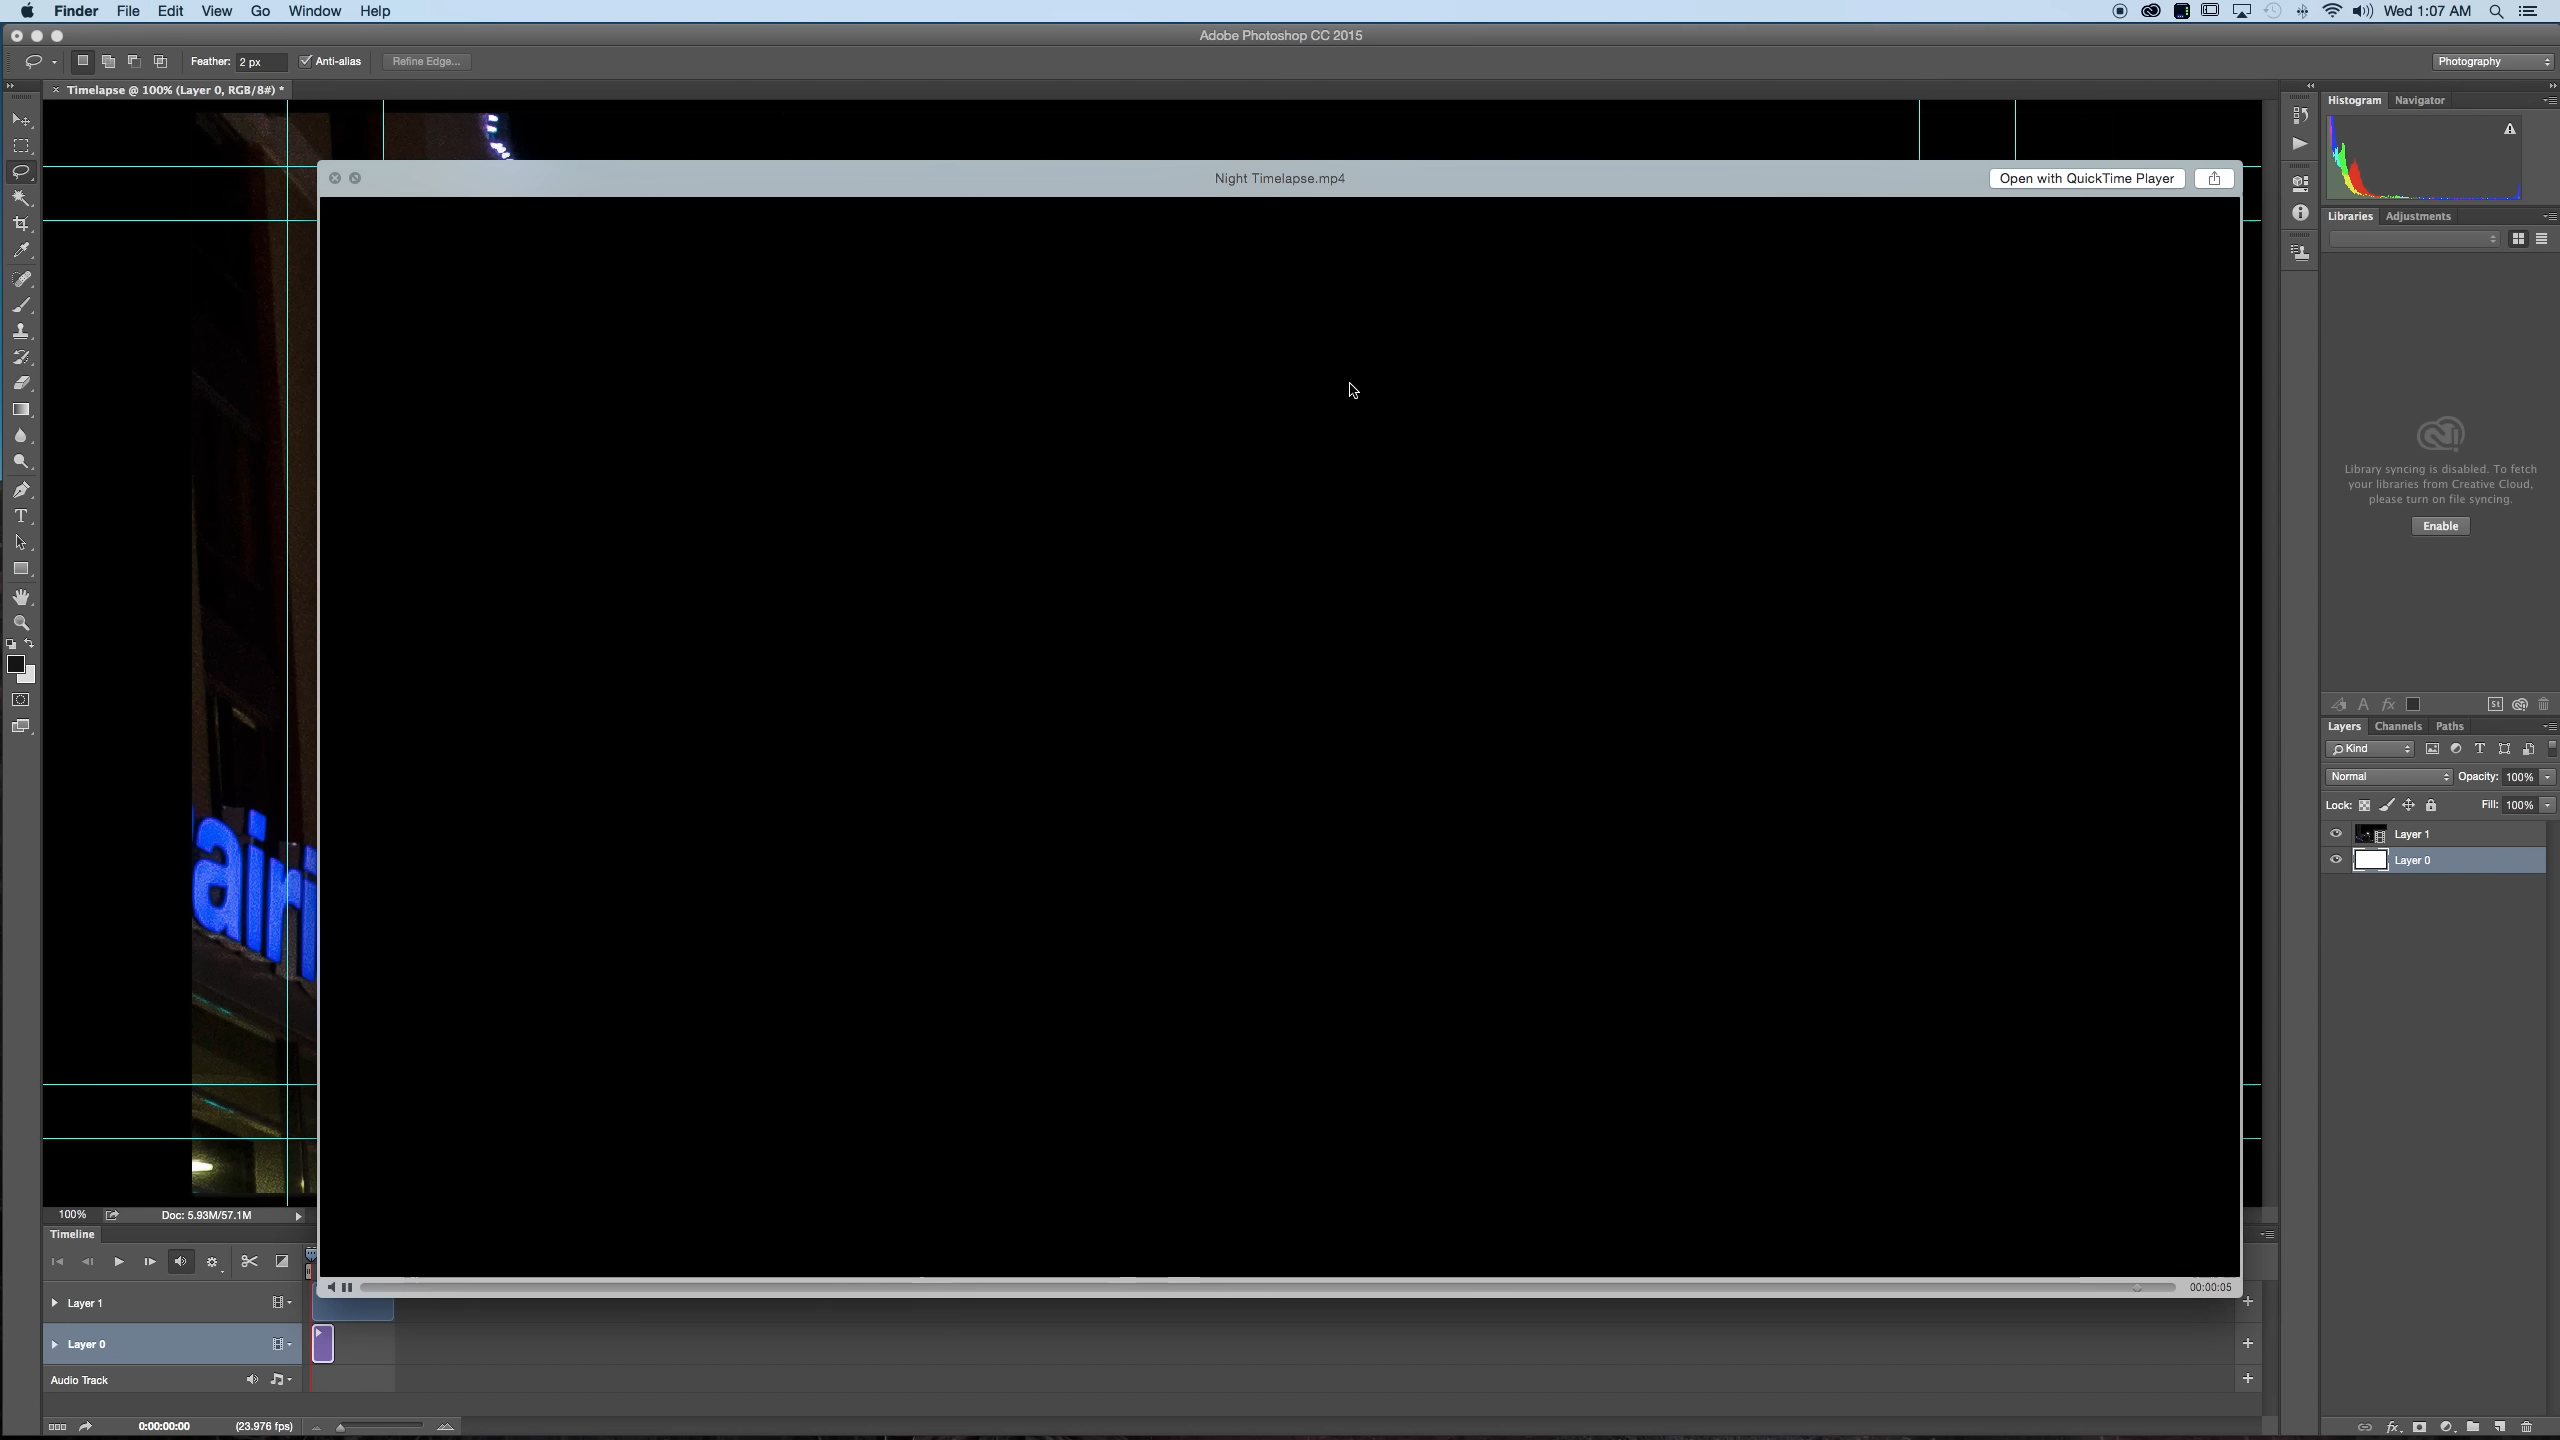 Finder File Edit View Go Window Help Wed 1:07 AM
Adobe Photoshop CC 2015
Feather: 2 px Anti-alias Refine Edge... Photography
Timelapse @ 100% (Layer 0, RGB/8#) *
Histogram Navigator
Night Timelapse.mp4 Open with QuickTime Player
Libraries Adjustments
Library syncing is disabled. To fetch
your libraries from Creative Cloud,
please turn on file syncing.
Enable
T
A fx St
Layers Channels Paths
Kind T
Normal Opacity: 100%
Lock: Fill: 100%
Layer 1
Layer 0
airi
100% Doc: 5.93M/57.1M
Timeline
00:00:05
Layer 1
Layer 0
Audio Track
0:00:00:00 (23.976 fps)
fx